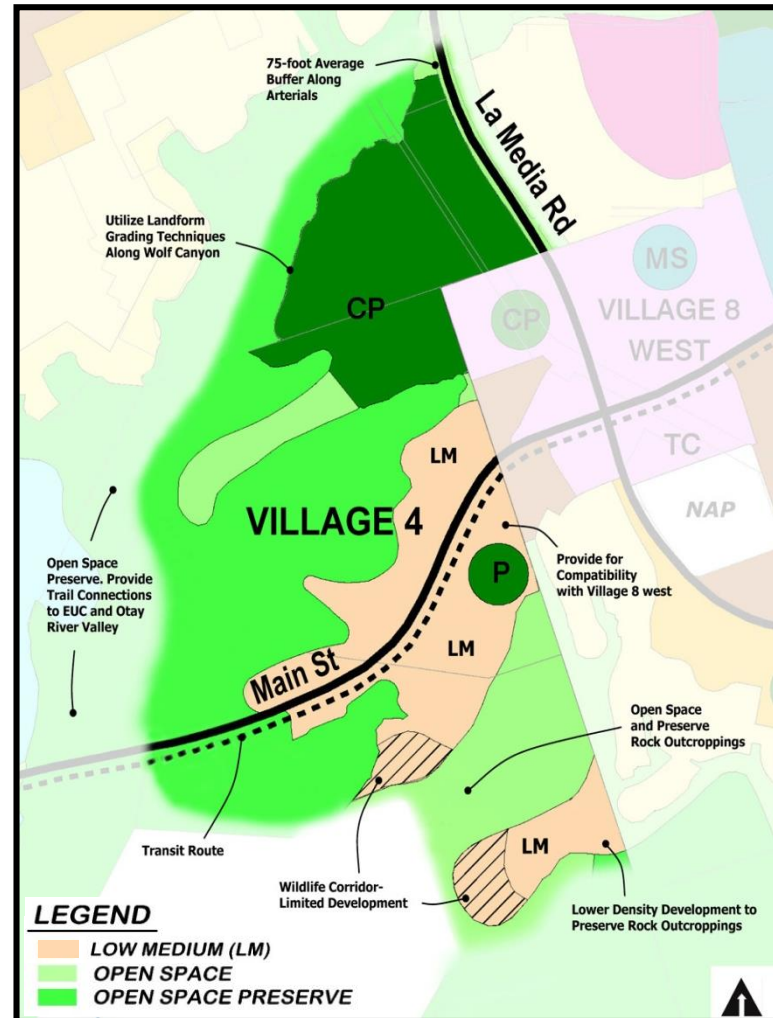 75-foot Average
Buffer Along
Arterials
La Media Rd
Utilize Landform
Grading Techniques
Along Wolf Canyon
CP
MS
CP
VILLAGE 8
WEST
TC
LM
NAP
VILLAGE 4
Open Space
Preserve. Provide
Trail Connections
to EUC and Otay
River Valley
Provide for
Compatibility
with Village 8 west
P
LM
Main St
Open Space
and Preserve
Rock Outcroppings
Transit Route
LM
Wildlife Corridor-
Limited Development
Lower Density Development to
Preserve Rock Outcroppings
LEGEND
LOW MEDIUM (LM)
OPEN SPACE
OPEN SPACE PRESERVE